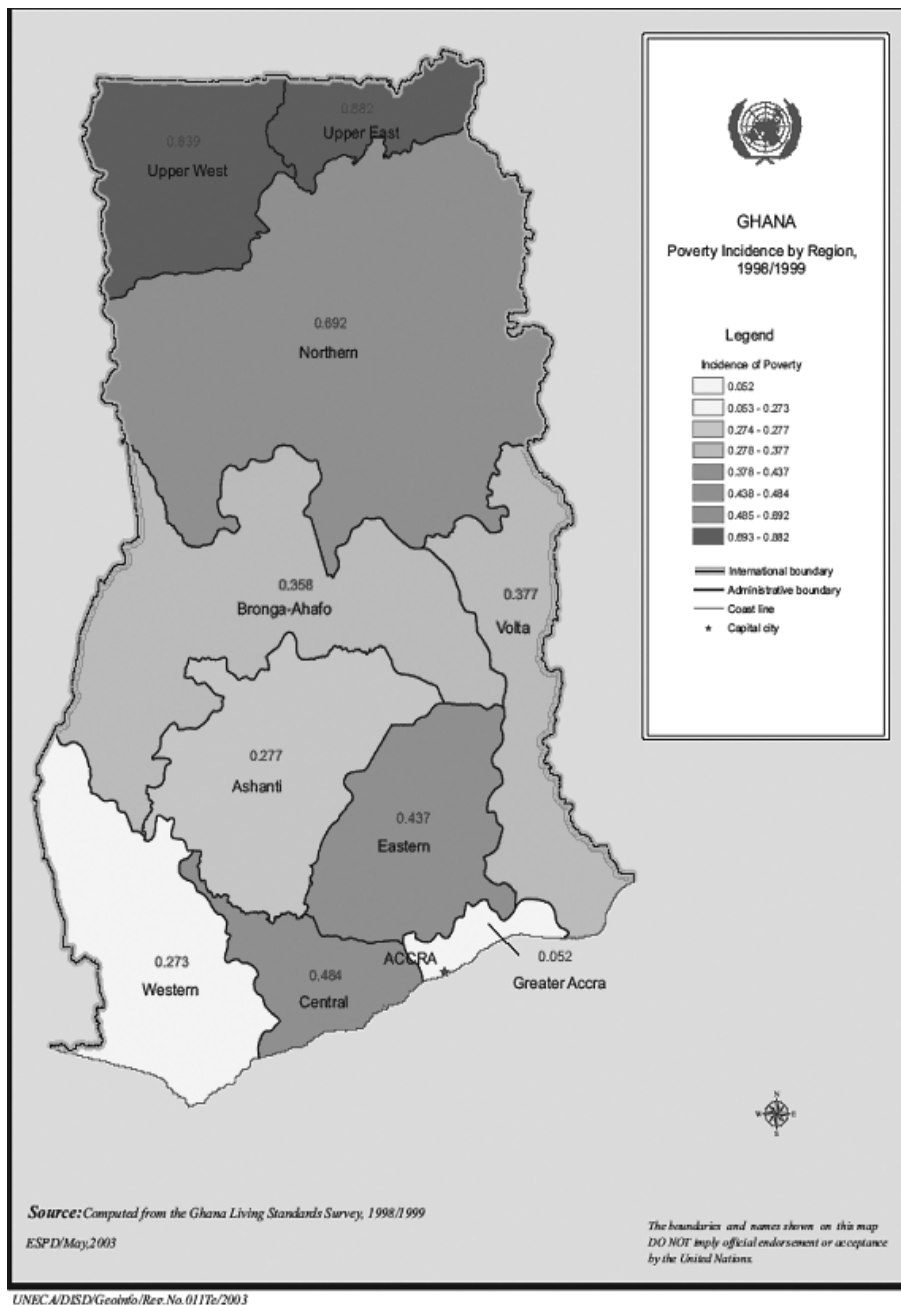 0.882
Upper East
0.839
Upper West
0.692
Northern
0.358
Bronga-Ahafo
0.377
Volta
0.277
Ashanti
0.437
Eastern
0.273
Western
0.484
Central
ACCRA
0.052
Greater Accra
GHANA
Poverty Incidence by Region,
1998/1999
Legend
Incidence of Poverty
0.052
0.053 - 0.273
0.274 - 0.277
0.278 - 0.377
0.378 - 0.437
0.438 - 0.484
0.485 - 0.692
0.693 - 0.882
International boundary
Administrative boundary
Coast line
Capital city
N
W E
S
Source: Computed from the Ghana Living Standards Survey, 1998/1999
ESPD/May,2003
The boundaries and names shown on this map
DO NOT imply official endorsement or acceptance
by the United Nations.
UNECA/DISD/Geoinfo/Reg.No.011Te/2003